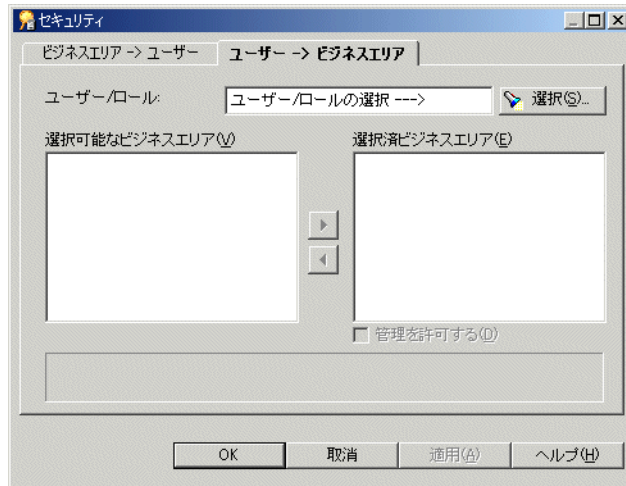 セキュリティ
ビジネスエリア -> ユーザー ユーザー -> ビジネスエリア
ユーザー/ロール: ユーザー/ロールの選択 ---> 選択(S)...
選択可能なビジネスエリア(V) 選択済ビジネスエリア(E)
管理を許可する(D)
OK 取消 適用(A) ヘルプ(H)